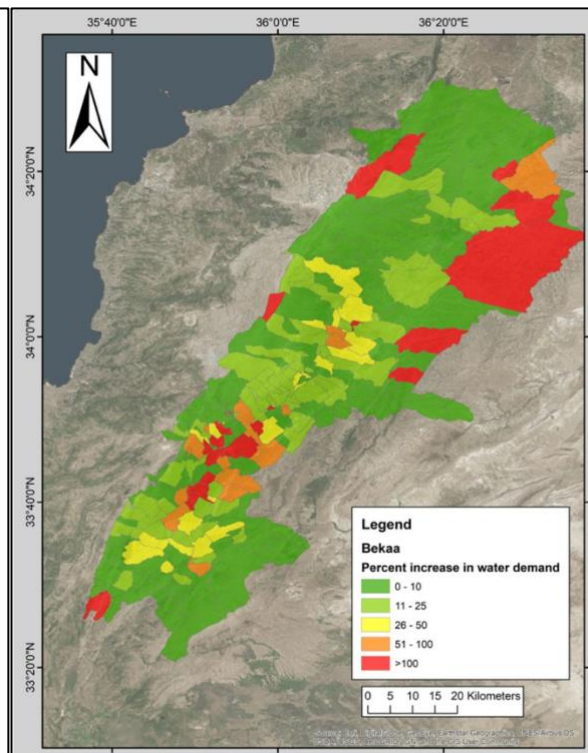 35°40'0"E 36°0'0"E 36°20'0"E
N
34°20'0"N
34°0'0"N
33°40'0"N
33°20'0"N
Legend
Bekaa
Percent increase in water demand
0 - 10
11 - 25
26 - 50
51 - 100
>100
0 5 10 15 20 Kilometers